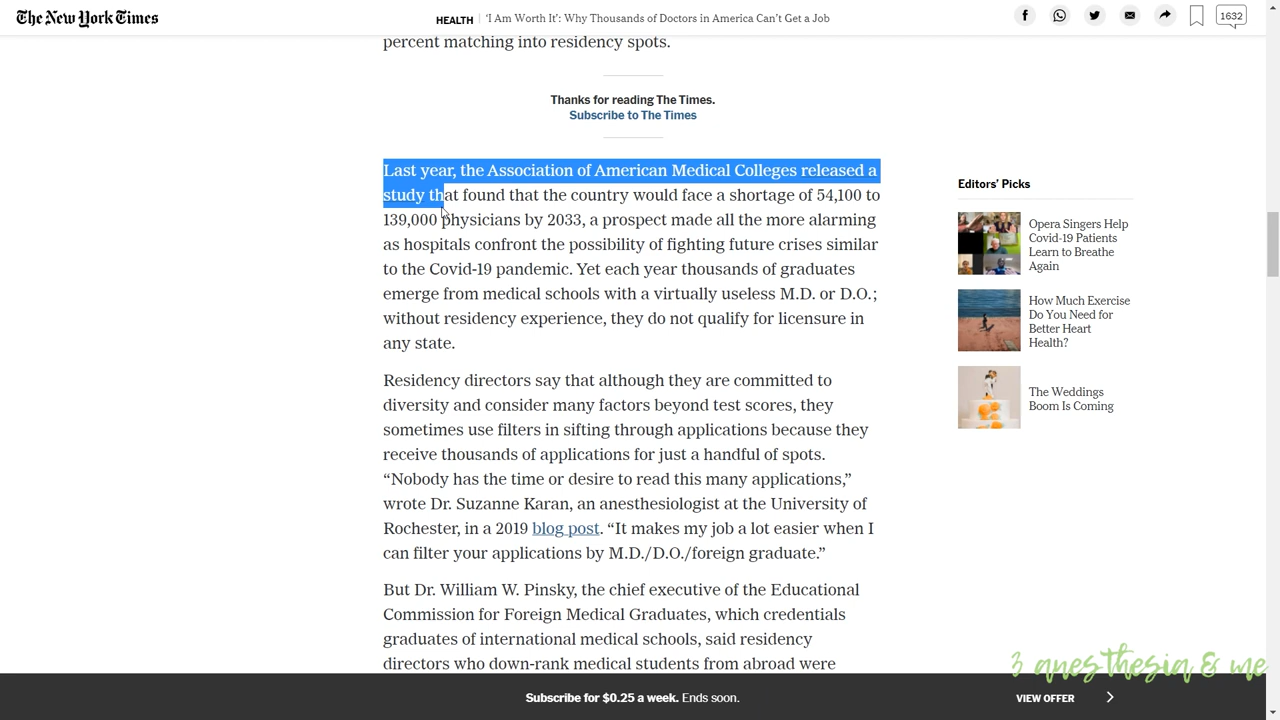 The New York Times
HEALTH | ‘I Am Worth It’: Why Thousands of Doctors in America Can’t Get a Job
1632
percent matching into residency spots.
Thanks for reading The Times.
Subscribe to The Times
Last year, the Association of American Medical Colleges released a
study that found that the country would face a shortage of 54,100 to
139,000 physicians by 2033, a prospect made all the more alarming
as hospitals confront the possibility of fighting future crises similar
to the Covid-19 pandemic. Yet each year thousands of graduates
emerge from medical schools with a virtually useless M.D. or D.O.;
without residency experience, they do not qualify for licensure in
any state.
Residency directors say that although they are committed to
diversity and consider many factors beyond test scores, they
sometimes use filters in sifting through applications because they
receive thousands of applications for just a handful of spots.
“Nobody has the time or desire to read this many applications,”
wrote Dr. Suzanne Karan, an anesthesiologist at the University of
Rochester, in a 2019 blog post. “It makes my job a lot easier when I
can filter your applications by M.D./D.O./foreign graduate.”
But Dr. William W. Pinsky, the chief executive of the Educational
Commission for Foreign Medical Graduates, which credentials
graduates of international medical schools, said residency
directors who down-rank medical students from abroad were
Editors’ Picks
Opera Singers Help
Covid-19 Patients
Learn to Breathe
Again
How Much Exercise
Do You Need for
Better Heart
Health?
The Weddings
Boom Is Coming
3 anesthesia & me
Subscribe for $0.25 a week. Ends soon.
VIEW OFFER